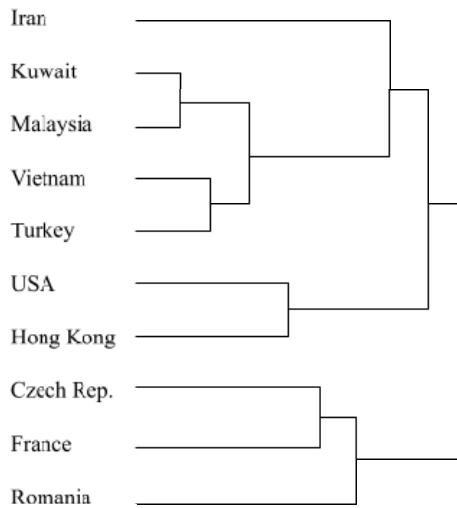 Iran
Kuwait
Malaysia
Vietnam
Turkey
USA
Hong Kong
Czech Rep.
France
Romania